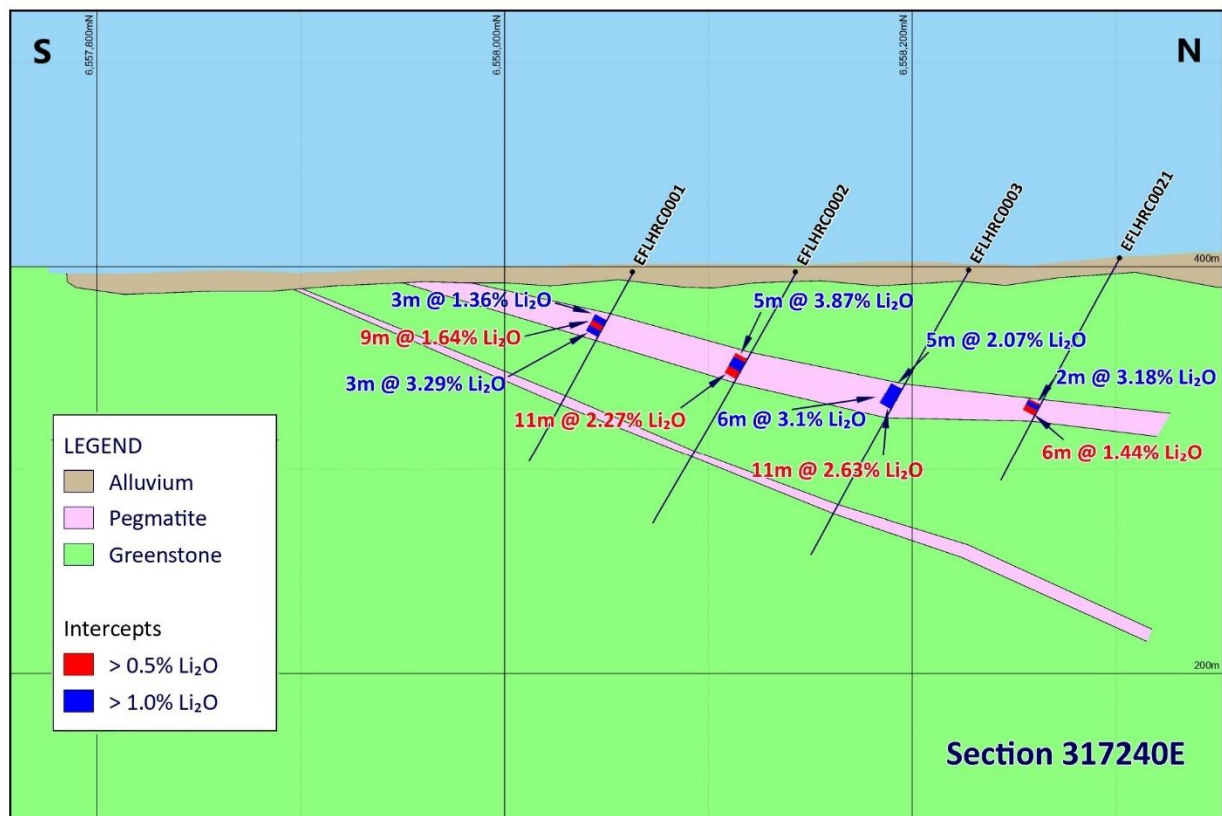 S
N
6,557,800mN
6,558,000mN
6,558,200mN
EFLHRC0001
EFLHRC0002
EFLHRC0003
EFLHRC0021
400m
3m @ 1.36% Li₂O
9m @ 1.64% Li₂O
3m @ 3.29% Li₂O
5m @ 3.87% Li₂O
11m @ 2.27% Li₂O
5m @ 2.07% Li₂O
6m @ 3.1% Li₂O
11m @ 2.63% Li₂O
2m @ 3.18% Li₂O
6m @ 1.44% Li₂O
LEGEND
Alluvium
Pegmatite
Greenstone
Intercepts
> 0.5% Li₂O
> 1.0% Li₂O
200m
Section 317240E